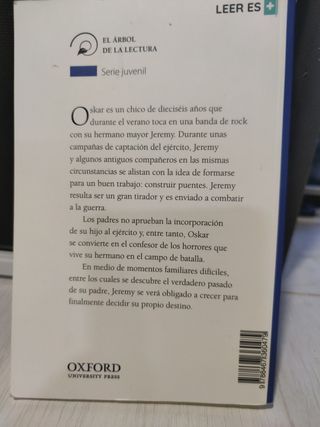 LEER ES +
EL ÁRBOL
DE LA LECTURA
Serie juvenil
Oskar es un chico de dieciséis años que
durante el verano toca en una banda de rock
con su hermano mayor Jeremy. Durante unas
campañas de captación del ejército, Jeremy
y algunos antiguos compañeros en las mismas
circunstancias se alistan con la idea de formarse
para un buen trabajo: construir puentes. Jeremy
resulta ser un gran tirador y es enviado a combatir
a la guerra.
Los padres no aprueban la incorporación
de su hijo al ejército y, entre tanto, Oskar
se convierte en el confesor de los horrores que
vive su hermano en el campo de batalla.
En medio de momentos familiares difíciles,
entre los cuales se descubre el verdadero pasado
de su padre, Jeremy se verá obligado a crecer para
finalmente decidir su propio destino.
OXFORD
UNIVERSITY PRESS